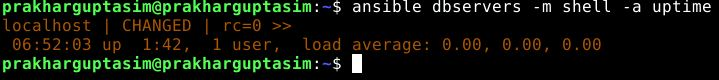 prakharguptasim@prakharguptasim:~$ ansible dbservers -m shell -a uptime
localhost | CHANGED | rc=0 >>
 06:52:03 up  1:42,  1 user,  load average: 0.00, 0.00, 0.00
prakharguptasim@prakharguptasim:~$